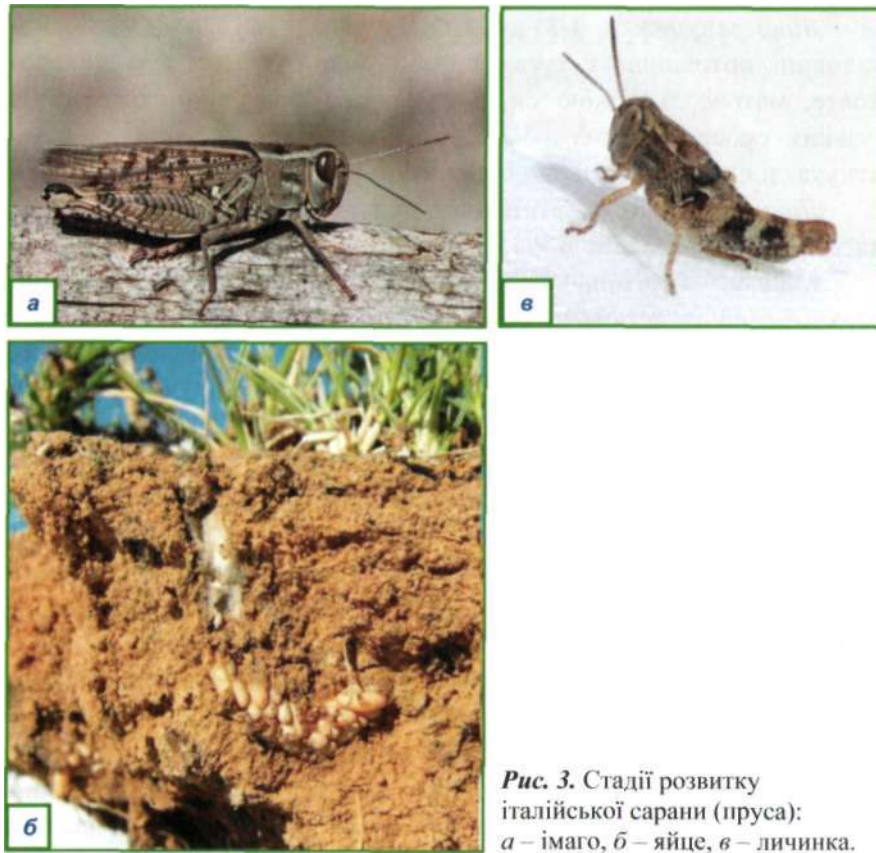 а
в
б
Рис. 3. Стадії розвитку
італійської сарани (пруса):
а – імаго, б – яйце, в – личинка.